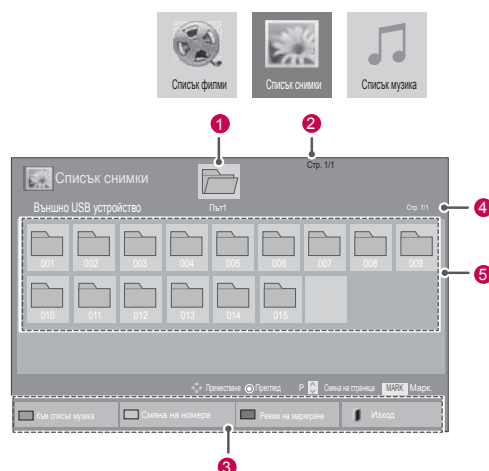 Списък филми
Списък снимки
Списък музика
1
2
Стр. 1/1
Списък снимки
Външно USB устройство
Път1
Стр. 1/1
4
001 002 003 004 005 006 007 008 009
5
010 011 012 013 014 015
Преместване Преглед P Смяна на страница MARK Марк.
Към списък музика Смяна на номера Режим на маркиране Изход
3